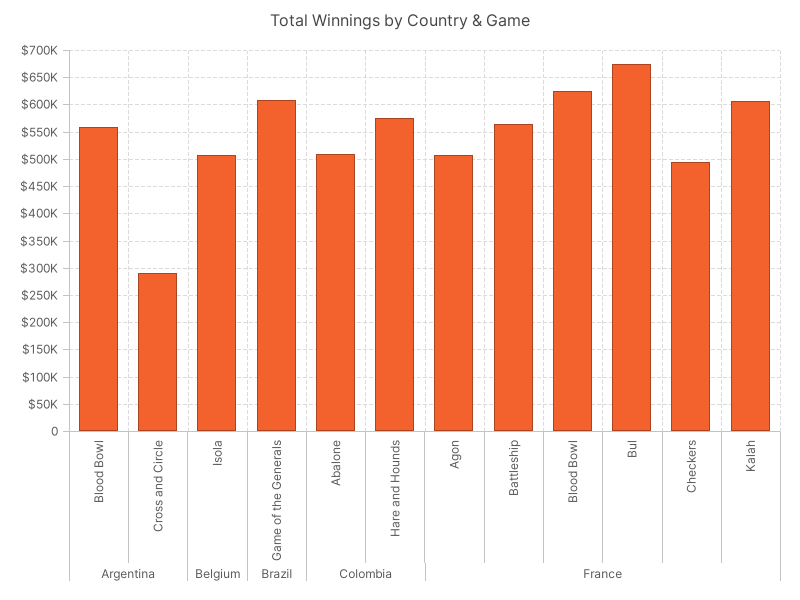 Total Winnings by Country & Game
$700K
$650K
$600K
$550K
$500K
$450K
$400K
$350K
$300K
$250K
$200K
$150K
$100K
$50K
0
Blood Bowl
Cross and Circle
Isola
Game of the Generals
Abalone
Hare and Hounds
Agon
Battleship
Blood Bowl
Bul
Checkers
Kalah
Argentina
Belgium
Brazil
Colombia
France